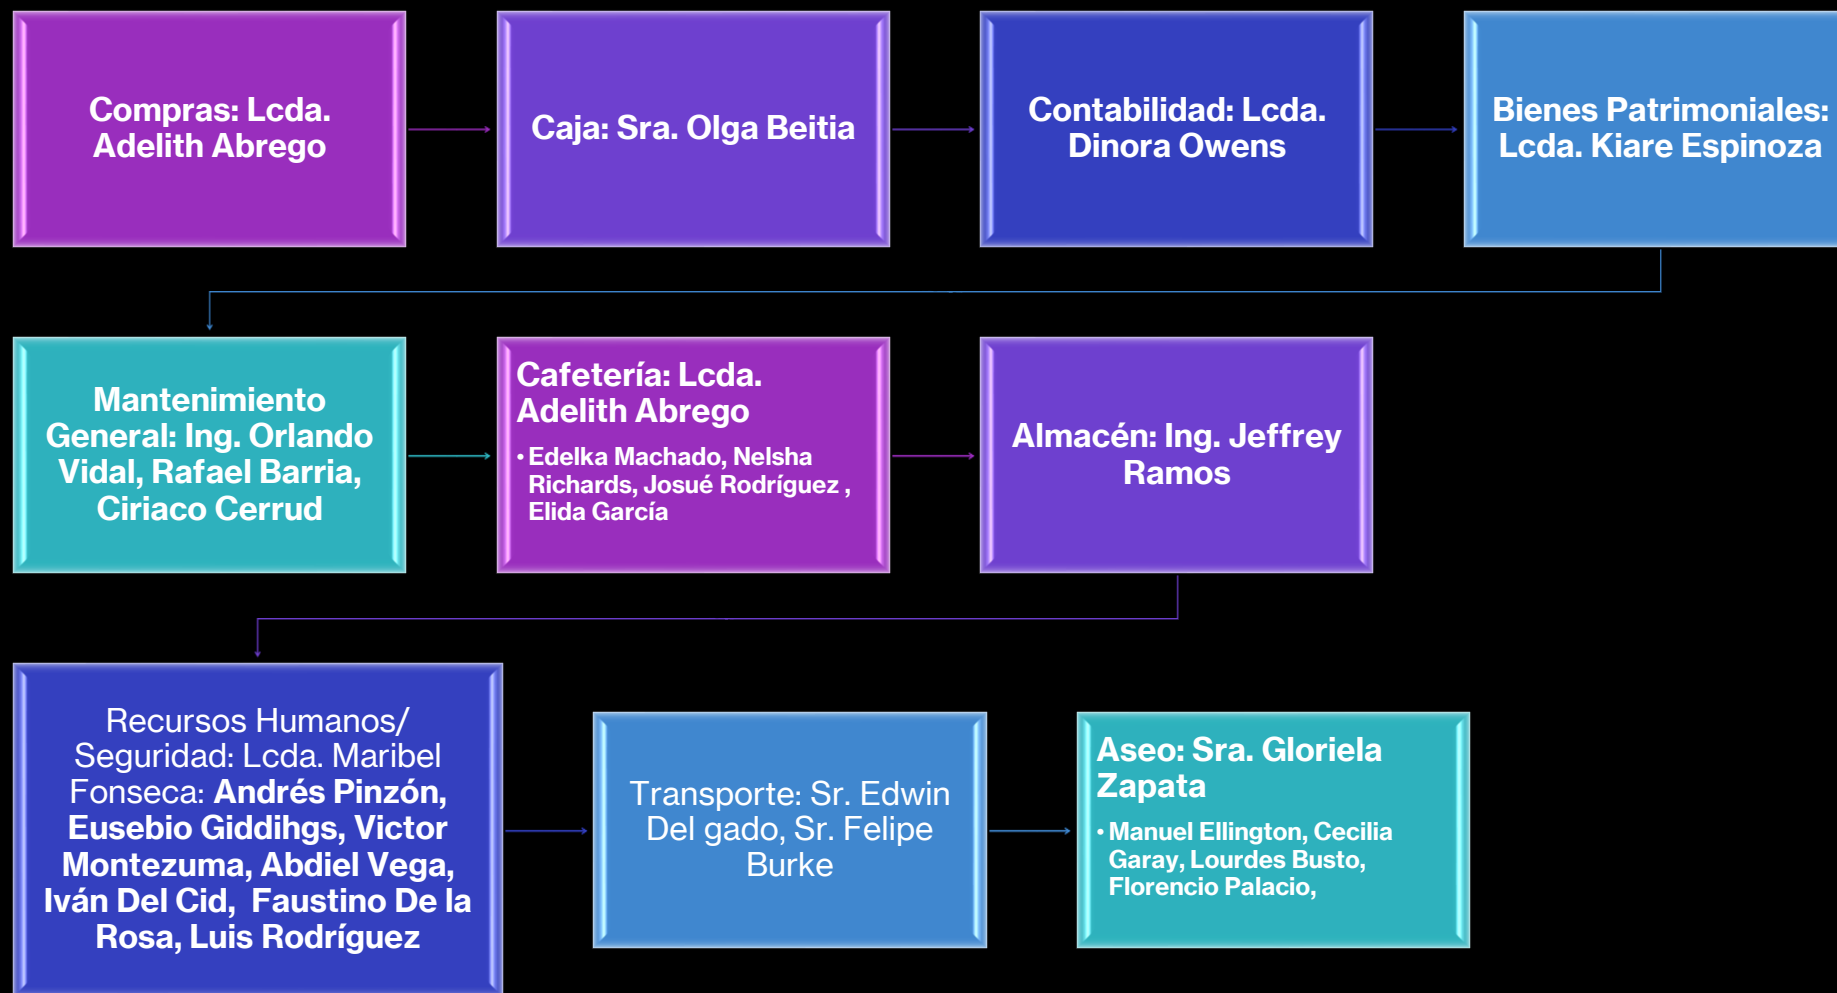 Compras: Lcda.
Adelith Abrego
Caja: Sra. Olga Beitia
Contabilidad: Lcda.
Dinora Owens
Bienes Patrimoniales:
Lcda. Kiare Espinoza
Mantenimiento
General: Ing. Orlando
Vidal, Rafael Barria,
Ciriaco Cerrud
Cafetería: Lcda.
Adelith Abrego
• Edelka Machado, Nelsha
Richards, Josué Rodríguez ,
Elida García
Almacén: Ing. Jeffrey
Ramos
Recursos Humanos/
Seguridad: Lcda. Maribel
Fonseca: Andrés Pinzón,
Eusebio Giddihgs, Victor
Montezuma, Abdiel Vega,
Iván Del Cid,  Faustino De la
Rosa, Luis Rodríguez
Transporte: Sr. Edwin
Del gado, Sr. Felipe
Burke
Aseo: Sra. Gloriela
Zapata
• Manuel Ellington, Cecilia
Garay, Lourdes Busto,
Florencio Palacio,